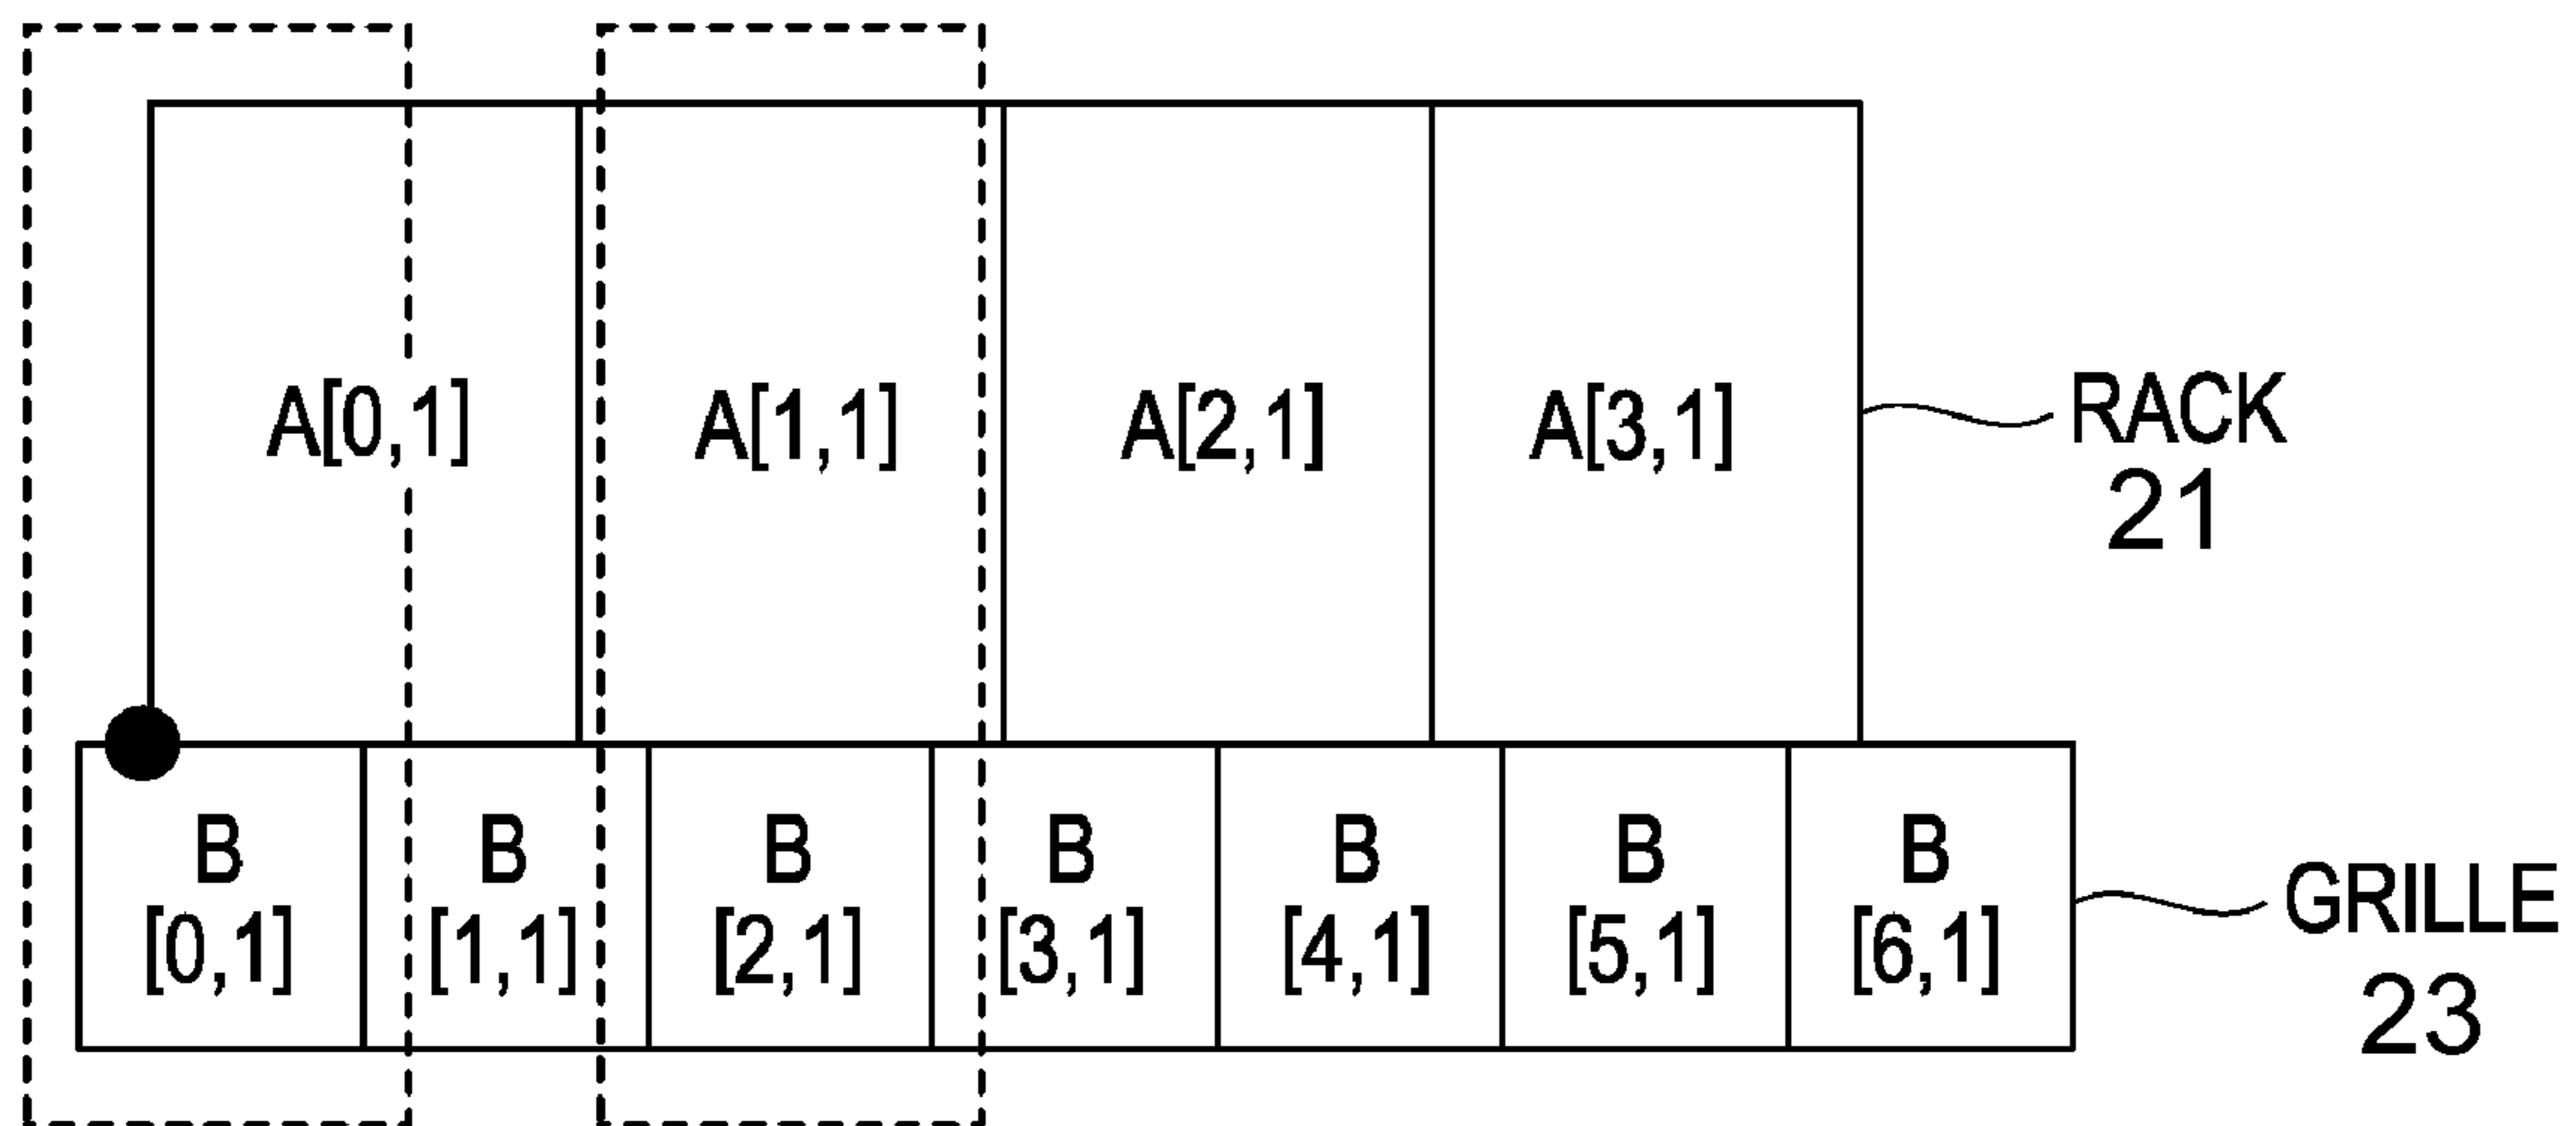 A[0,1] A[1,1] A[2,1] A[3,1] RACK
21
B B B B B B B
[0,1] [1,1] [2,1] [3,1] [4,1] [5,1] [6,1] GRILLE
23